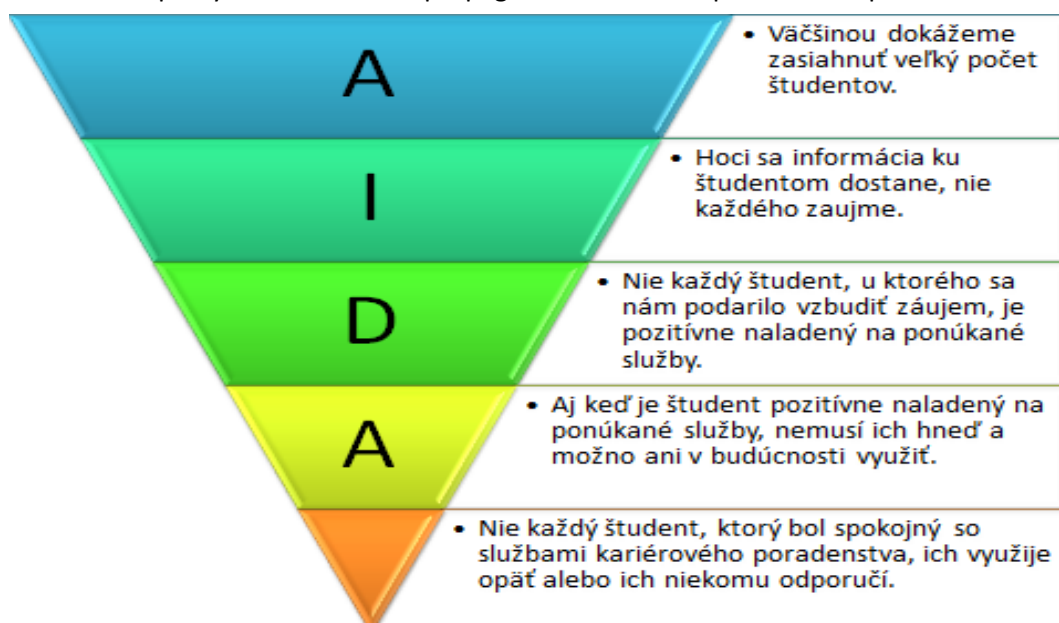 A
• Väčšinou dokážeme
zasiahnuť veľký počet
študentov.
I
• Hoci sa informácia ku
študentom dostane, nie
každého zaujme.
D
• Nie každý študent, u ktorého sa
nám podarilo vzbudiť záujem, je
pozitívne naladený na ponúkané
služby.
A
• Aj keď je študent pozitívne naladený na
ponúkané služby, nemusí ich hneď a
možno ani v budúcnosti využiť.
• Nie každý študent, ktorý bol spokojný so
službami kariérového poradenstva, ich využije
opäť alebo ich niekomu odporučí.